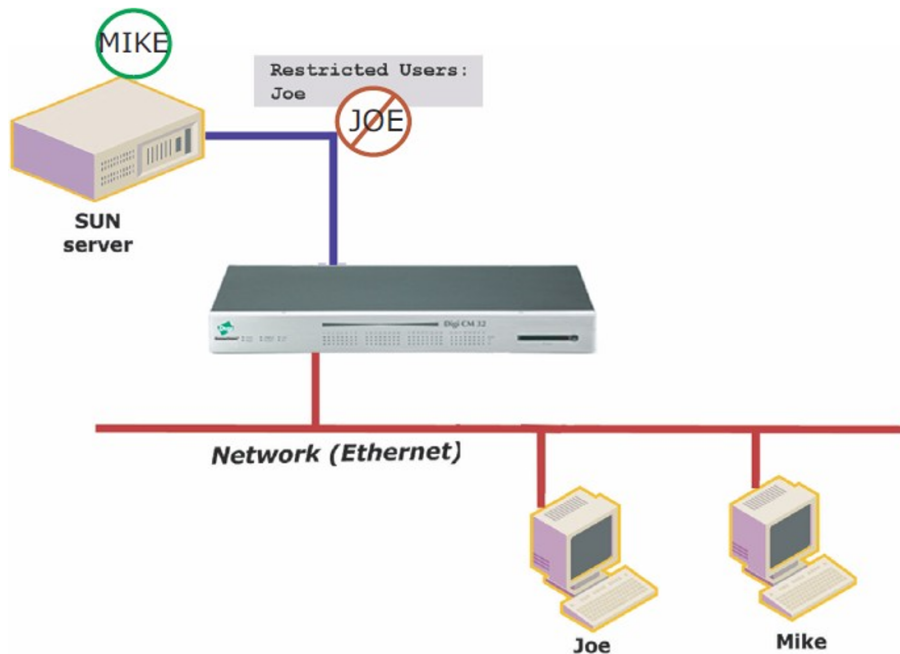 MIKE
Restricted Users:
Joe
JOE
SUN
server
Digi CM 32
Network (Ethernet)
Joe
Mike